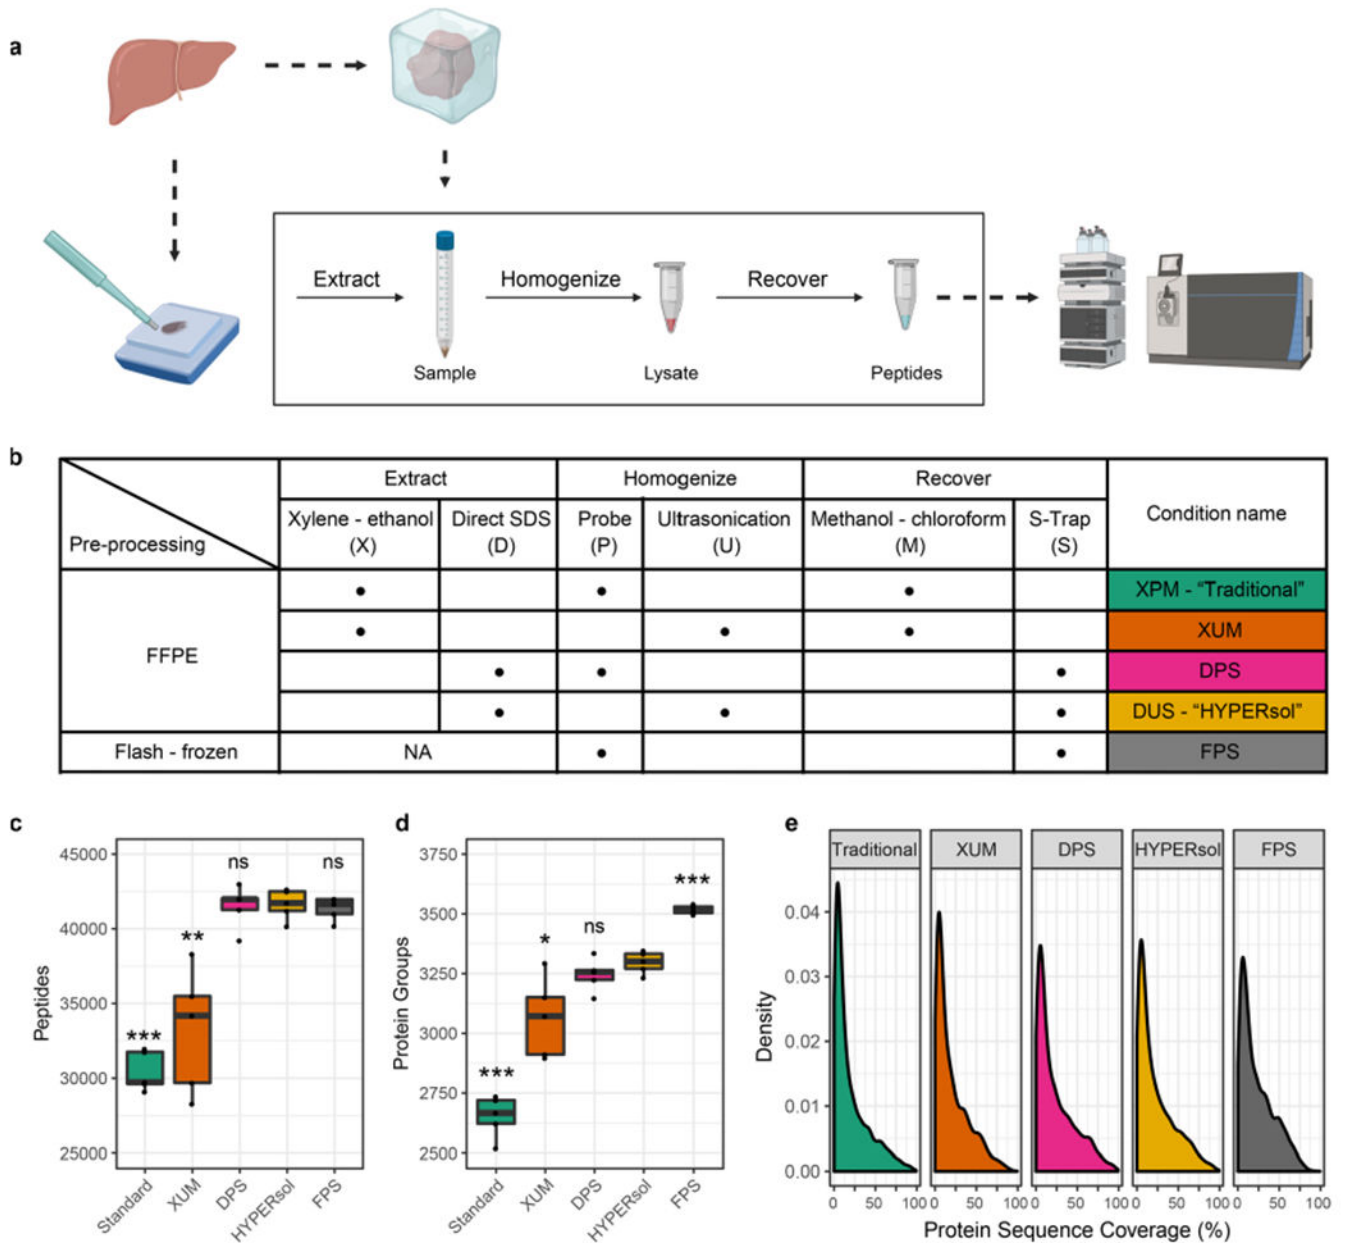 a
Extract
Homogenize
Recover
Sample
Lysate
Peptides
b
Pre-processing
Extract
Homogenize
Recover
Condition name
Xylene - ethanol
(X)
Direct SDS
(D)
Probe
(P)
Ultrasonication
(U)
Methanol - chloroform
(M)
S-Trap
(S)
FFPE
XPM - “Traditional”
XUM
DPS
DUS - “HYPERsol”
Flash - frozen
NA
FPS
c
Peptides
45000
40000
35000
30000
25000
***
**
ns
ns
Standard
XUM
DPS
HYPERsol
FPS
d
Protein Groups
3750
3500
3250
3000
2750
2500
***
*
ns
***
Standard
XUM
DPS
HYPERsol
FPS
e
Traditional
XUM
DPS
HYPERsol
FPS
Density
0.04
0.03
0.02
0.01
0.00
0 50 100
0 50 100
0 50 100
0 50 100
0 50 100
Protein Sequence Coverage (%)